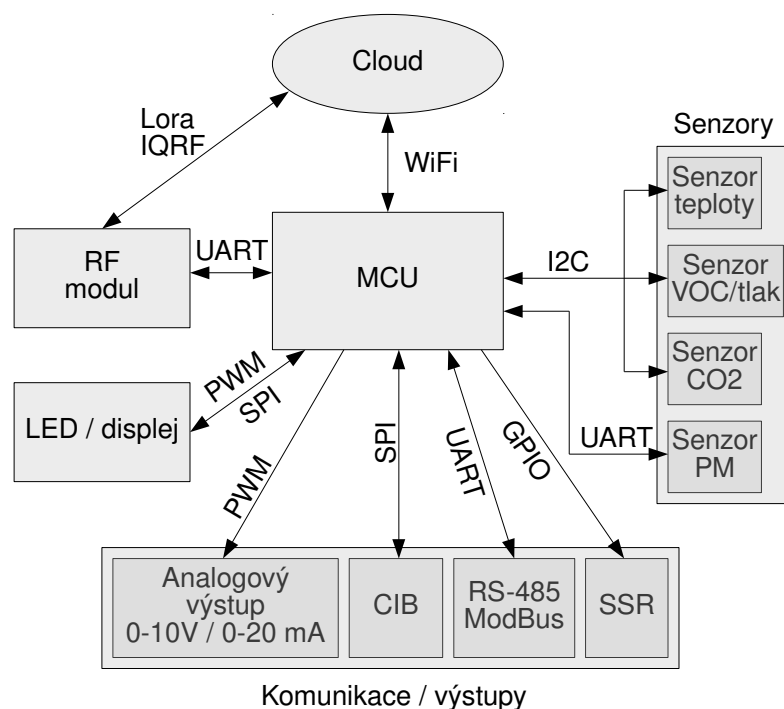 Cloud
Lora
IQRF
WiFi
Senzory
Senzor
teploty
RF
modul
UART
MCU
I2C
Senzor
VOC/tlak
Senzor
CO2
LED / displej
PWM
SPI
UART
Senzor
PM
PWM
SPI
UART
GPIO
Analogový
výstup
0-10V / 0-20 mA
CIB
RS-485
ModBus
SSR
Komunikace / výstupy